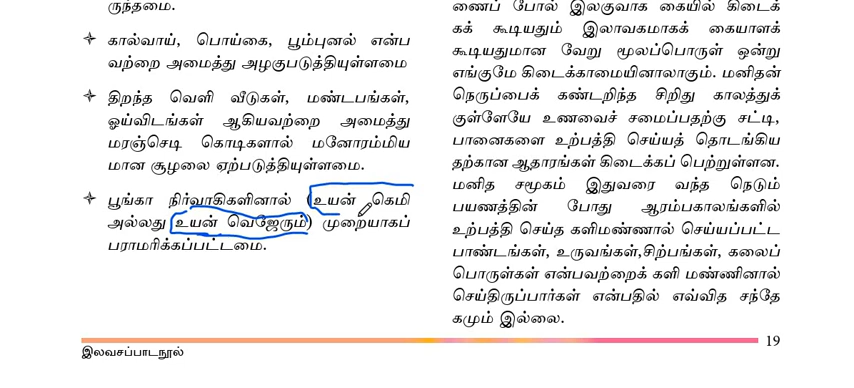 ருந்தமை.
கால்வாய், பொய்கை, பூம்புனல் என்ப
வற்றை அமைத்து அழகுபடுத்தியுள்ளமை
திறந்த வெளி வீடுகள், மண்டபங்கள்,
ஓய்விடங்கள் ஆகியவற்றை அமைத்து
மரஞ்செடி கொடிகளால் மனோரம்மிய
மான சூழலை ஏற்படுத்தியுள்ளமை.
பூங்கா நிர்வாகிகளினால் (உயன் கெமி
அல்லது உயன் வெஜேரும்) முறையாகப்
பராமரிக்கப்பட்டமை.
ணைப் போல் இலகுவாக கையில் கிடைக்
கக் கூடியதும் இலாவகமாகக் கையாளக்
கூடியதுமான வேறு மூலப்பொருள் ஒன்று
எங்குமே கிடைக்காமையினாலாகும். மனிதன்
நெருப்பைக் கண்டறிந்த சிறிது காலத்துக்
குள்ளேயே உணவைச் சமைப்பதற்கு சட்டி,
பானைகளை உற்பத்தி செய்யத் தொடங்கிய
தற்கான ஆதாரங்கள் கிடைக்கப் பெற்றுள்ளன.
மனித சமூகம் இதுவரை வந்த நெடும்
பயணத்தின் போது ஆரம்பகாலங்களில்
உற்பத்தி செய்த களிமண்ணால் செய்யப்பட்ட
பாண்டங்கள், உருவங்கள்,சிற்பங்கள், கலைப்
பொருள்கள் என்பவற்றைக் களி மண்ணினால்
செய்திருப்பார்கள் என்பதில் எவ்வித சந்தே
கமும் இல்லை.
19
இலவசப்பாடநூல்